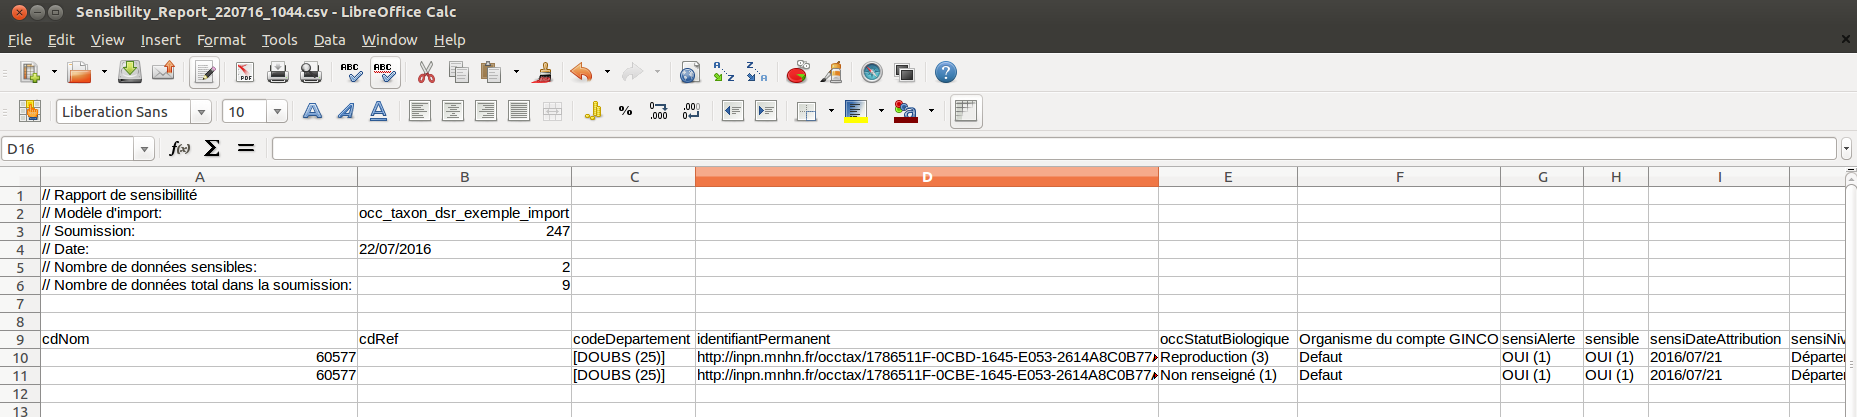 Sensibility_Report_220716_1044.csv - LibreOffice Calc
File Edit View Insert Format Tools Data Window Help
Liberation Sans 10
D16
A B C D E F G H I
1 // Rapport de sensibillité
2 // Modèle d'import: occ_taxon_dsr_exemple_import
3 // Soumission: 247
4 // Date: 22/07/2016
5 // Nombre de données sensibles: 2
6 // Nombre de données total dans la soumission: 9
7
8
9 cdNom cdRef codeDepartement identifiantPermanent occStatutBiologique Organisme du compte GINCO sensiAlerte sensible sensiDateAttribution sensiNiv
10 60577 [DOUBS (25)] http://inpn.mnhn.fr/occtax/1786511F-0CBD-1645-E053-2614A8C0B77 Reproduction (3) Defaut OUI (1) OUI (1) 2016/07/21 Départe
11 60577 [DOUBS (25)] http://inpn.mnhn.fr/occtax/1786511F-0CBE-1645-E053-2614A8C0B77 Non renseigné (1) Defaut OUI (1) OUI (1) 2016/07/21 Départe
12
13